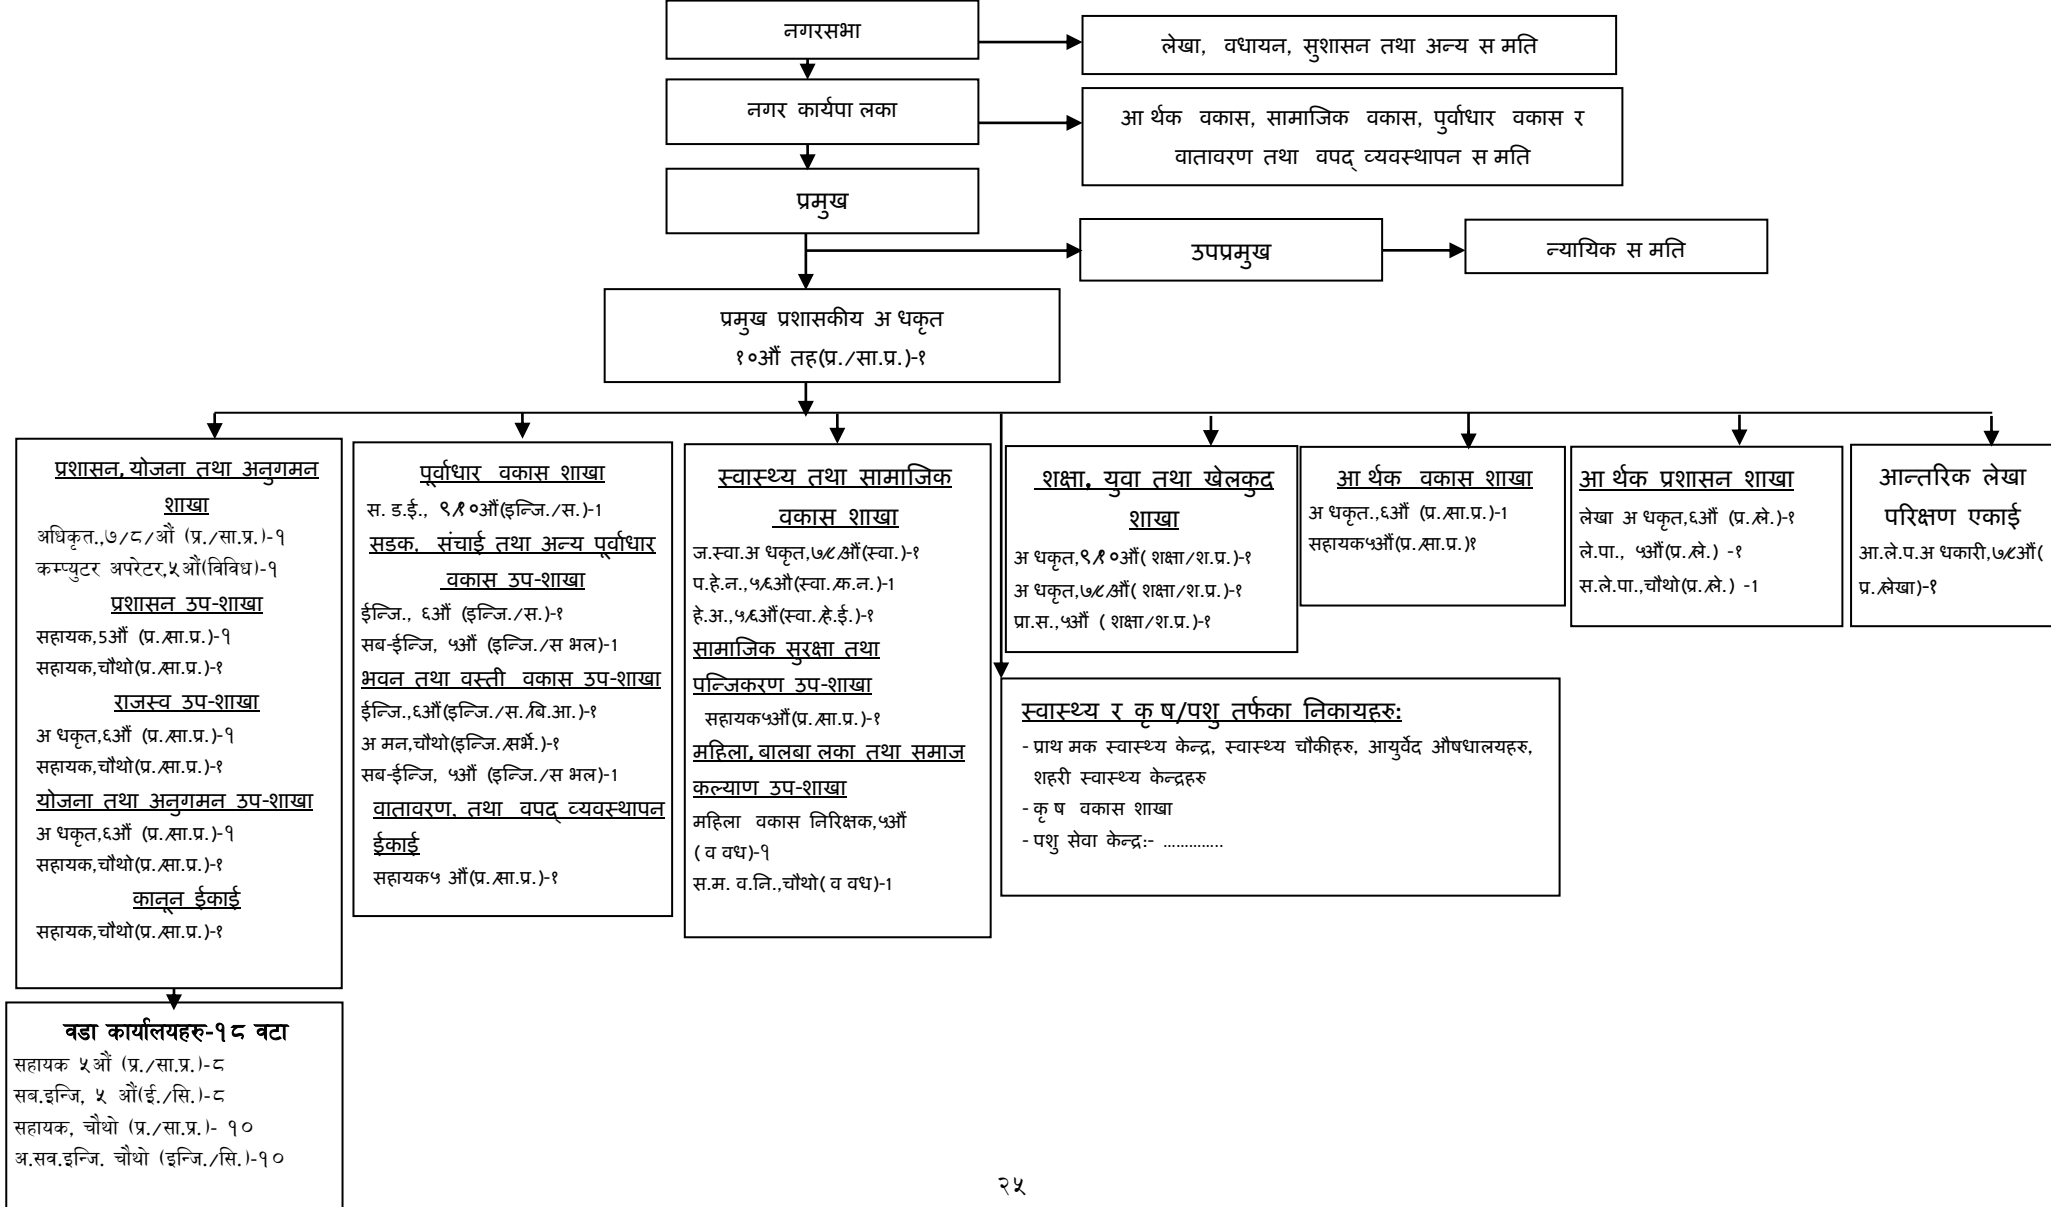 नगरसभा
लेखा, वधायन, सुशासन तथा अन्य स मति
नगर कार्यपा लका
आ र्थक वकास, सामाजिक वकास, पुर्वाधार वकास र
वातावरण तथा वपद् व्यवस्थापन स मति
प्रमुख
उपप्रमुख
न्यायिक स मति
प्रमुख प्रशासकीय अ धकृत
१०औं तह(प्र./सा.प्र.)-१
प्रशासन, योजना तथा अनुगमन
शाखा
अधिकृत.,७/८/औं (प्र./सा.प्र.)-१
कम्प्युटर अपरेटर,५औं(विविध)-१
प्रशासन उप-शाखा
सहायक,5औं (प्र./सा.प्र.)-१
सहायक,चौथो(प्र./सा.प्र.)-१
राजस्व उप-शाखा
अ धकृत,६औं (प्र./सा.प्र.)-१
सहायक,चौथो(प्र./सा.प्र.)-१
योजना तथा अनुगमन उप-शाखा
अ धकृत,६औं (प्र./सा.प्र.)-१
सहायक,चौथो(प्र./सा.प्र.)-१
कानून ईकाई
सहायक,चौथो(प्र./सा.प्र.)-१
पूर्वाधार वकास शाखा
स. ड.ई., ९/१०औं(इन्जि./स.)-1
सडक, संचाई तथा अन्य पूर्वाधार
वकास उप-शाखा
ईन्जि., ६औं (इन्जि./स.)-१
सब-ईन्जि, ५औं (इन्जि./स भल)-1
भवन तथा वस्ती वकास उप-शाखा
ईन्जि.,६औं(इन्जि./स./बि.आ.)-१
अ मन,चौथो(इन्जि./सर्भे.)-१
सब-ईन्जि, ५औं (इन्जि./स भल)-1
वातावरण, तथा वपद् व्यवस्थापन
ईकाई
सहायक५ औं(प्र./सा.प्र.)-१
स्वास्थ्य तथा सामाजिक
वकास शाखा
ज.स्वा.अ धकृत,७/८/औं(स्वा.)-१
प.हे.न.,५/६औ(स्वा./क.न.)-1
हे.अ.,५/६औं(स्वा./हे.ई.)-१
सामाजिक सुरक्षा तथा
पन्जिकरण उप-शाखा
सहायक५औं(प्र./सा.प्र.)-१
महिला, बालबा लका तथा समाज
कल्याण उप-शाखा
महिला वकास निरिक्षक,५औं
( व वध)-१
स.म. व.नि.,चौथो( व वध)-1
शक्षा, युवा तथा खेलकुद
शाखा
अ धकृत,९/१०औं( शक्षा/श.प्र.)-१
अ धकृत,७/८/औं( शक्षा/श.प्र.)-१
प्रा.स.,५औं ( शक्षा/श.प्र.)-१
आ र्थक वकास शाखा
अ धकृत.,६औं (प्र./सा.प्र.)-1
सहायक५औं(प्र./सा.प्र.)१
आ र्थक प्रशासन शाखा
लेखा अ धकृत,६औं (प्र./ले.)-१
ले.पा., ५औं(प्र./ले.) -१
स.ले.पा.,चौथो(प्र./ले.) -1
आन्तरिक लेखा
परिक्षण एकाई
आ.ले.प.अ धकारी,७/८औं(
प्र./लेखा)-१
स्वास्थ्य र कृ ष/पशु तर्फका निकायहरु:
- प्राथ मक स्वास्थ्य केन्द्र, स्वास्थ्य चौकीहरु, आयुर्वेद औषधालयहरु,
शहरी स्वास्थ्य केन्द्रहरु
- कृ ष वकास शाखा
- पशु सेवा केन्द्र:- .............
वडा कार्यालयहरु-१८ वटा
सहायक ५औं (प्र./सा.प्र.)-८
सब.इन्जि, ५ औं(ई./सि.)-८
सहायक, चौथो (प्र./सा.प्र.)- १०
अ.सव.इन्जि. चौथो (इन्जि./सि.)-१०
२५